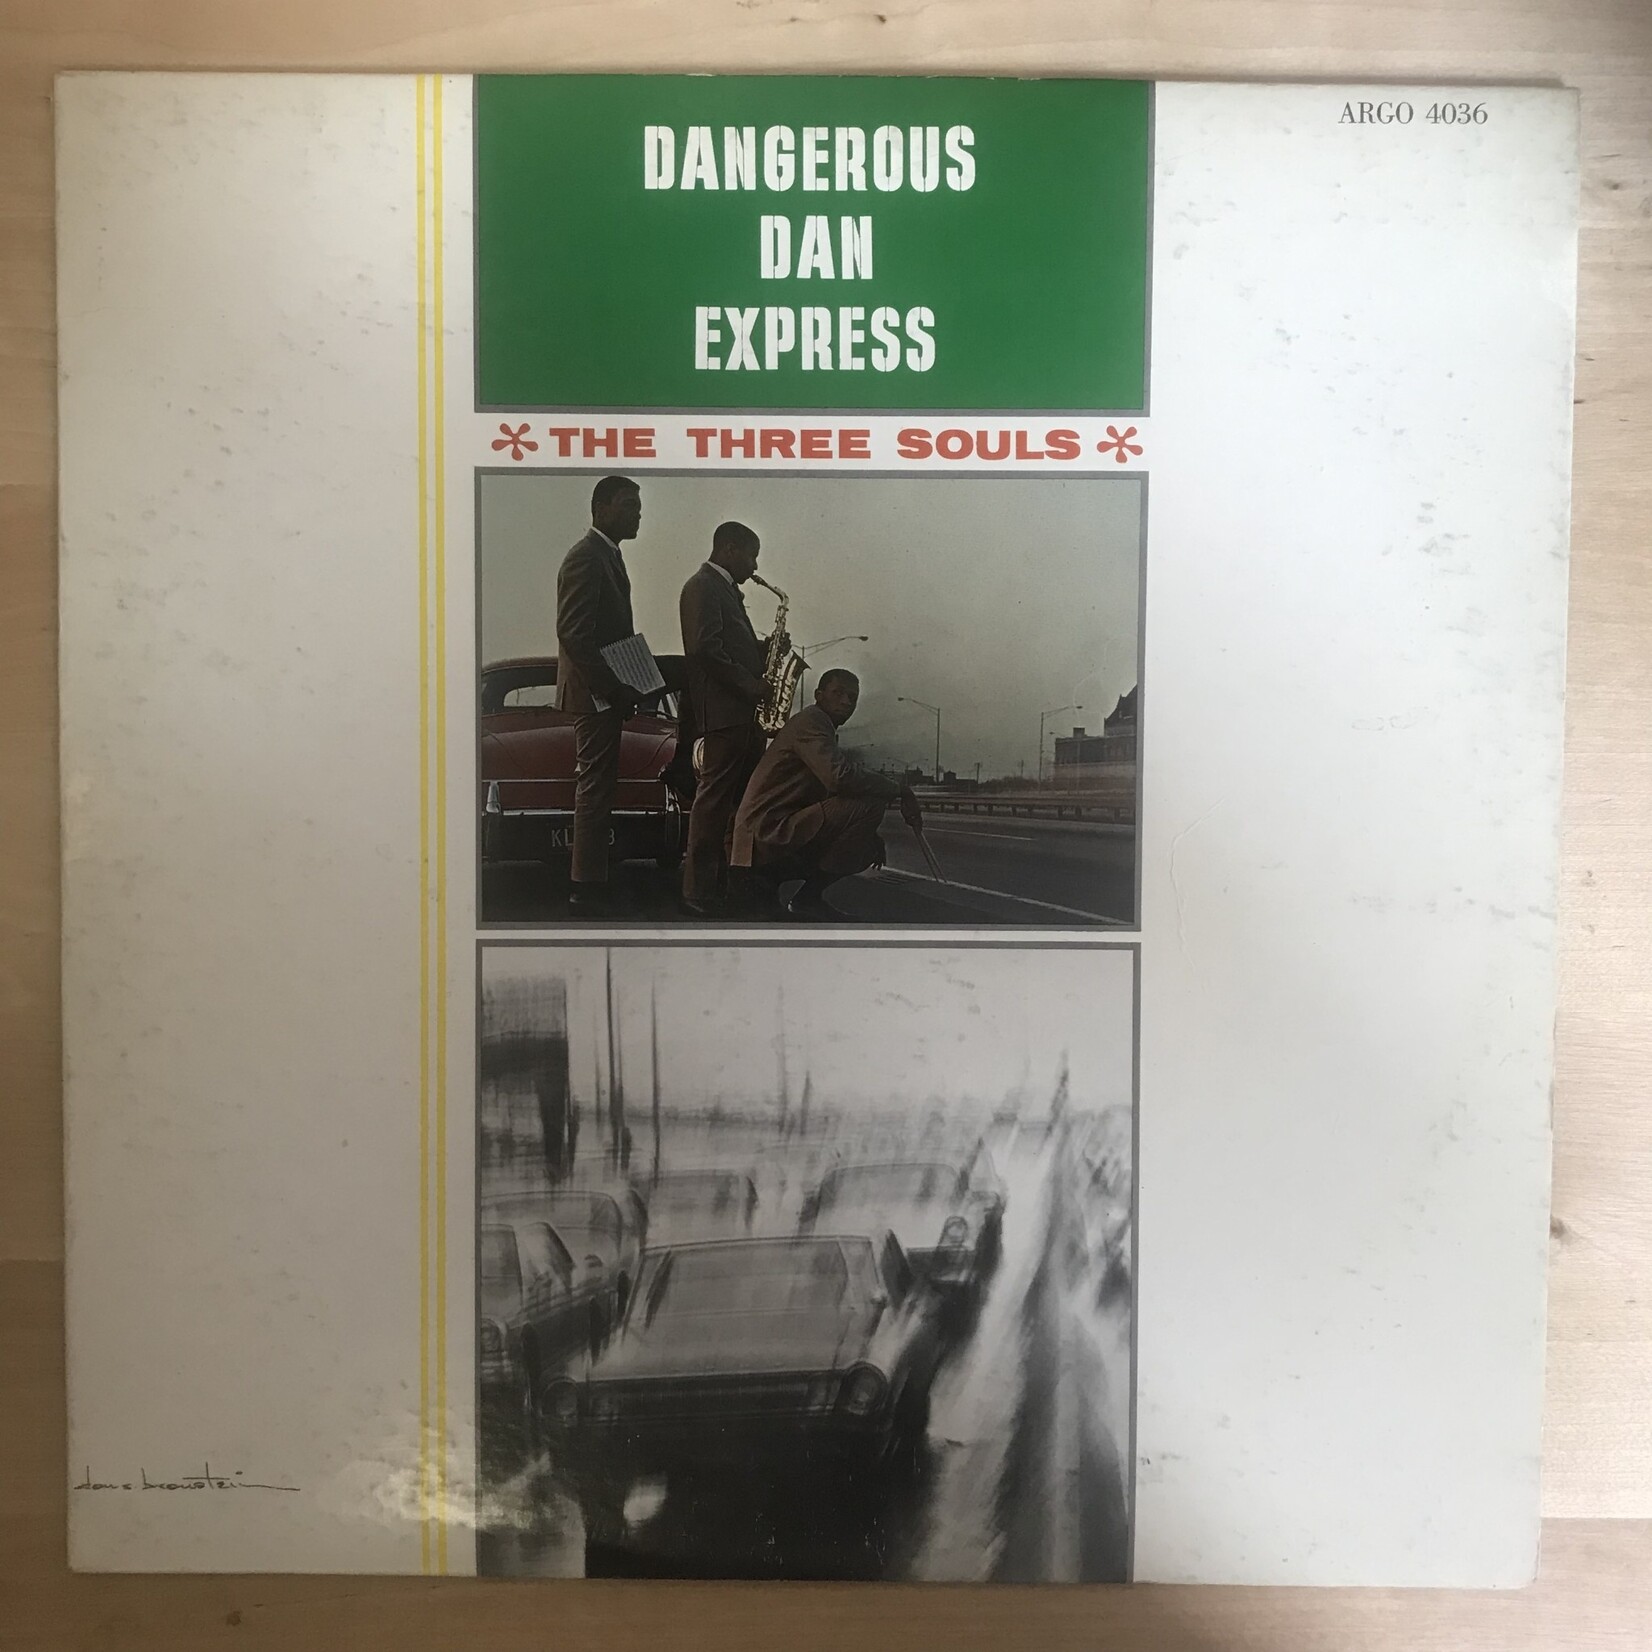 ARGO 4036
DANGEROUS
DAN
EXPRESS
THE THREE SOULS